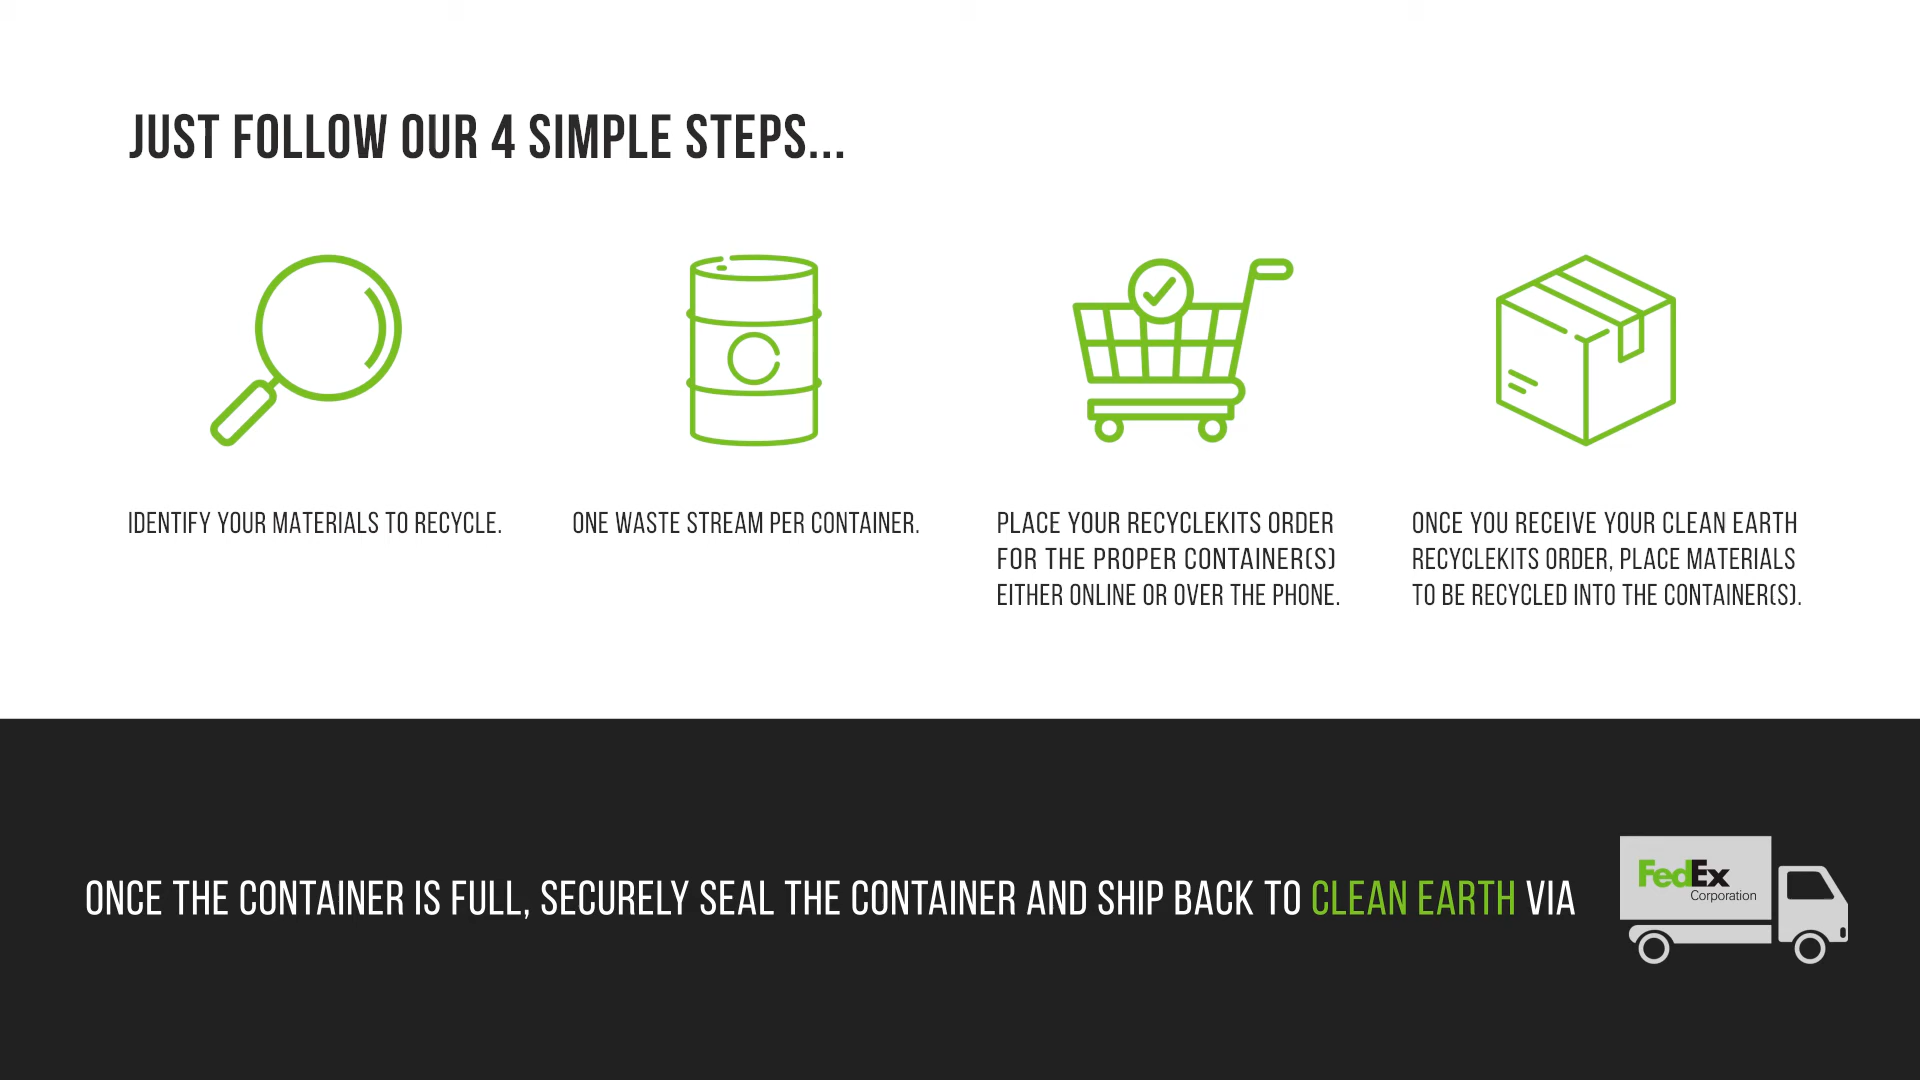 JUST FOLLOW OUR 4 SIMPLE STEPS...
IDENTIFY YOUR MATERIALS TO RECYCLE.
ONE WASTE STREAM PER CONTAINER.
PLACE YOUR RECYCLEKITS ORDER
FOR THE PROPER CONTAINER(S)
EITHER ONLINE OR OVER THE PHONE.
ONCE YOU RECEIVE YOUR CLEAN EARTH
RECYCLEKITS ORDER, PLACE MATERIALS
TO BE RECYCLED INTO THE CONTAINER(S).
ONCE THE CONTAINER IS FULL, SECURELY SEAL THE CONTAINER AND SHIP BACK TO CLEAN EARTH VIA
FedEx
Corporation